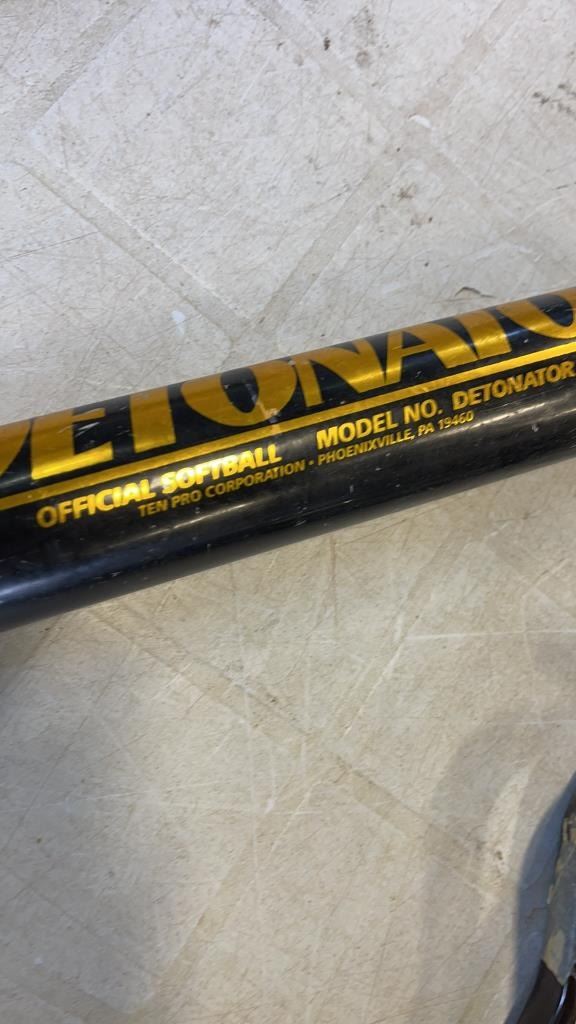 DETONATO
OFFICIAL SOFTBALL MODEL NO. DETONATOR
TEN PRO CORPORATION • PHOENIXVILLE, PA 19460